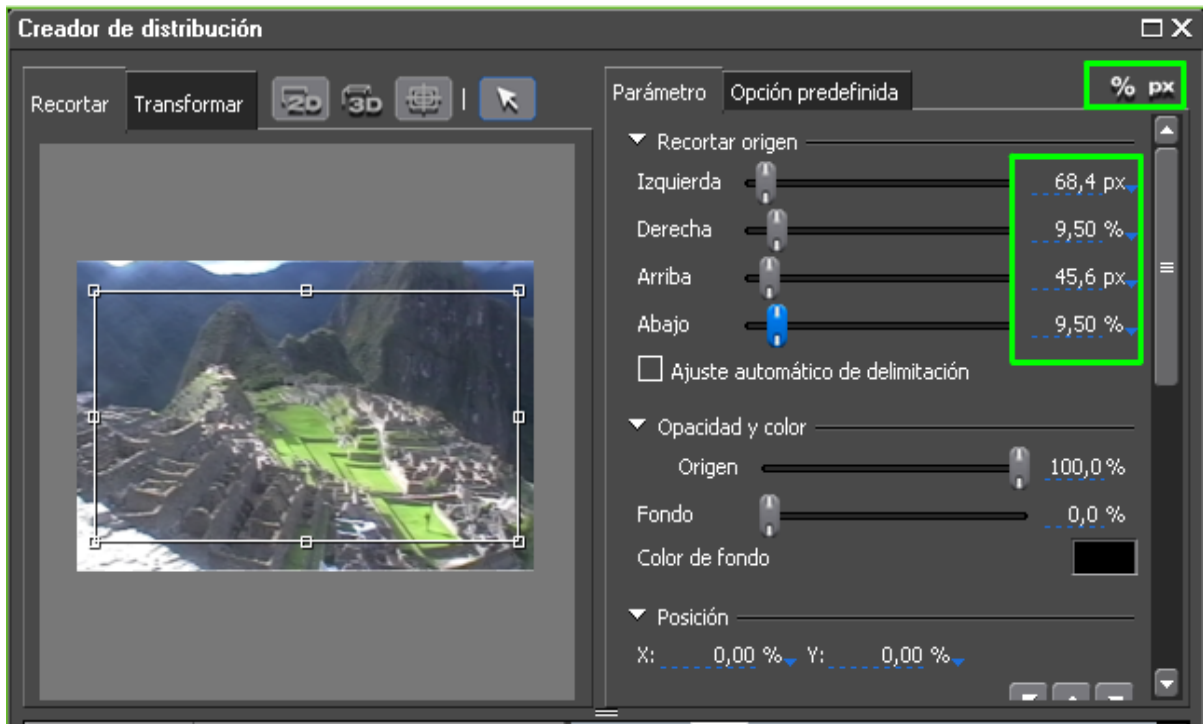 Creador de distribución
Recortar Transformar 2D 3D
Parámetro Opción predefinida % px
Recortar origen
Izquierda 68,4 px
Derecha 9,50 %
Arriba 45,6 px
Abajo 9,50 %
Ajuste automático de delimitación
Opacidad y color
Origen 100,0 %
Fondo 0,0 %
Color de fondo
Posición
X: 0,00 % Y: 0,00 %